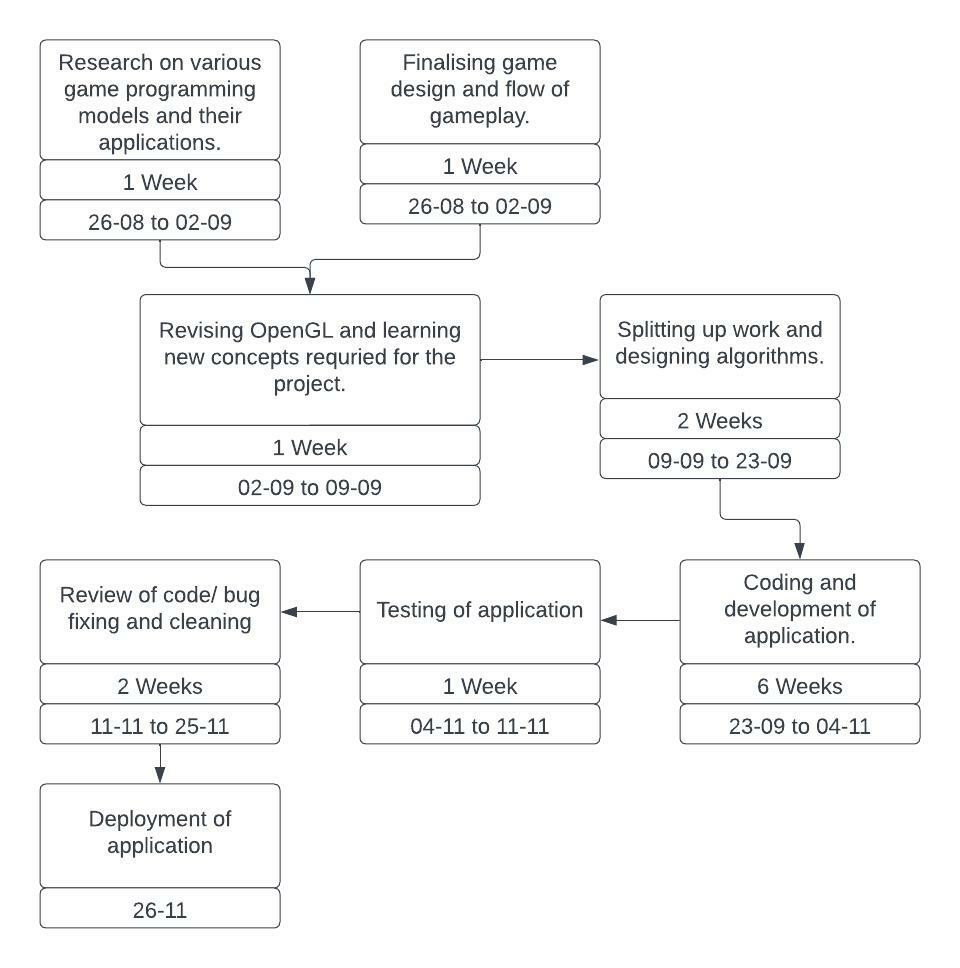 Research on various
game programming
models and their
applications.
1 Week
26-08 to 02-09
Finalising game
design and flow of
gameplay.
1 Week
26-08 to 02-09
Revising OpenGL and learning
new concepts requried for the
project.
1 Week
02-09 to 09-09
Splitting up work and
designing algorithms.
2 Weeks
09-09 to 23-09
Coding and
development of
application.
6 Weeks
23-09 to 04-11
Testing of application
1 Week
04-11 to 11-11
Review of code/ bug
fixing and cleaning
2 Weeks
11-11 to 25-11
Deployment of
application
26-11